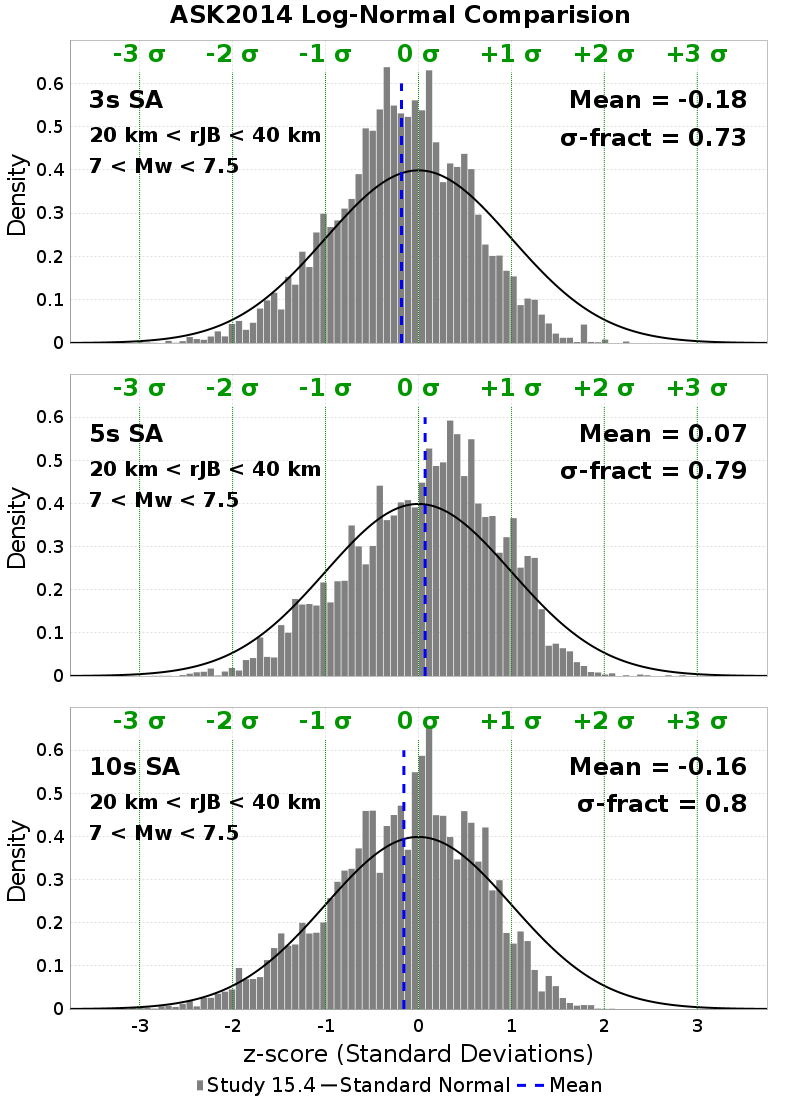 ASK2014 Log-Normal Comparision
-3 σ -2 σ -1 σ 0 σ +1 σ +2 σ +3 σ
0.6
3s SA
Mean = -0.18
0.5
20 km < rJB < 40 km
σ-fract = 0.73
7 < Mw < 7.5
0.4
Density
0.3
0.2
0.1
0
-3 σ -2 σ -1 σ 0 σ +1 σ +2 σ +3 σ
0.6
5s SA
Mean = 0.07
0.5
20 km < rJB < 40 km
σ-fract = 0.79
7 < Mw < 7.5
0.4
Density
0.3
0.2
0.1
0
-3 σ -2 σ -1 σ 0 σ +1 σ +2 σ +3 σ
0.6
10s SA
Mean = -0.16
0.5
20 km < rJB < 40 km
σ-fract = 0.8
7 < Mw < 7.5
0.4
Density
0.3
0.2
0.1
0
-3 -2 -1 0 1 2 3
z-score (Standard Deviations)
Study 15.4 Standard Normal Mean